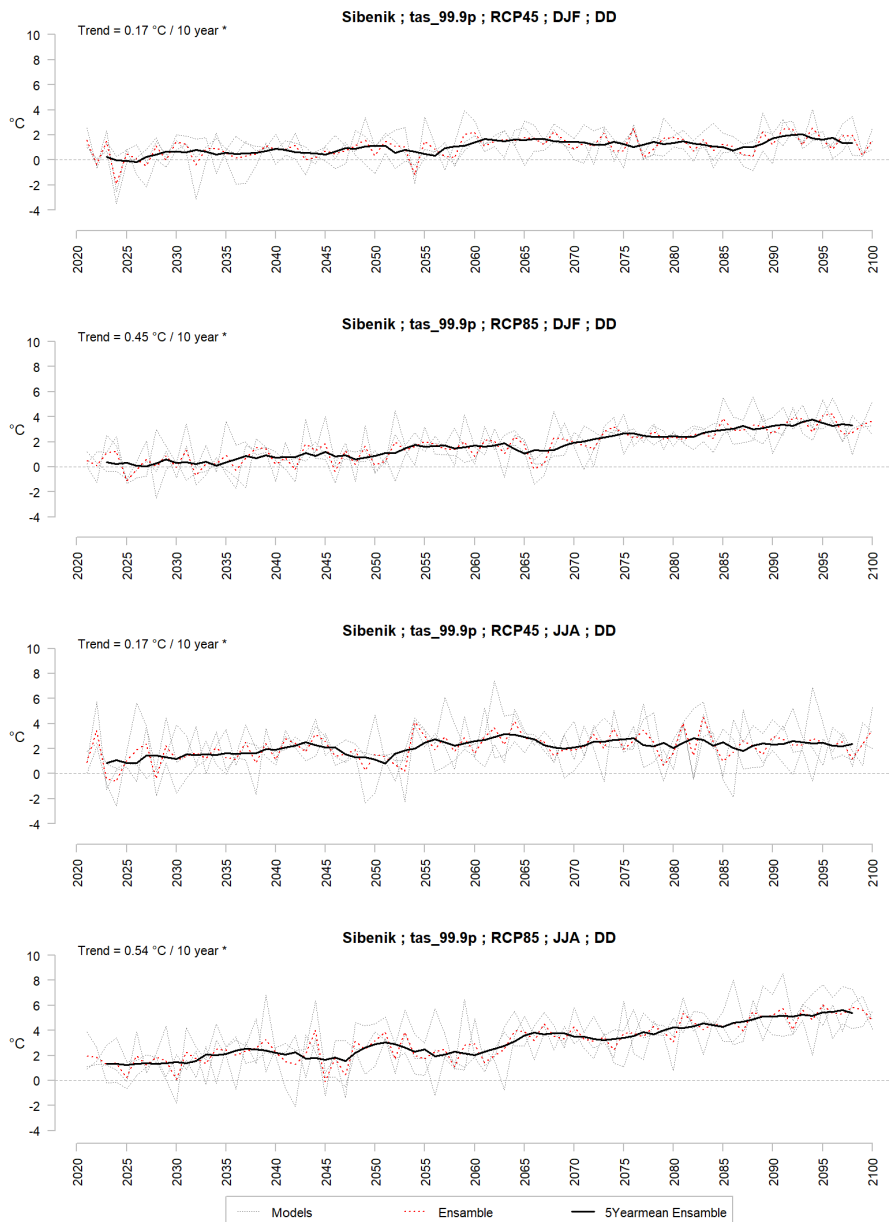 Sibenik ; tas_99.9p ; RCP45 ; DJF ; DD
Trend = 0.17 °C / 10 year *
10
8
6
4
2
0
-2
-4
°C
2020 2025 2030 2035 2040 2045 2050 2055 2060 2065 2070 2075 2080 2085 2090 2095 2100
Sibenik ; tas_99.9p ; RCP85 ; DJF ; DD
Trend = 0.45 °C / 10 year *
10
8
6
4
2
0
-2
-4
°C
2020 2025 2030 2035 2040 2045 2050 2055 2060 2065 2070 2075 2080 2085 2090 2095 2100
Sibenik ; tas_99.9p ; RCP45 ; JJA ; DD
Trend = 0.17 °C / 10 year *
10
8
6
4
2
0
-2
-4
°C
2020 2025 2030 2035 2040 2045 2050 2055 2060 2065 2070 2075 2080 2085 2090 2095 2100
Sibenik ; tas_99.9p ; RCP85 ; JJA ; DD
Trend = 0.54 °C / 10 year *
10
8
6
4
2
0
-2
-4
°C
2020 2025 2030 2035 2040 2045 2050 2055 2060 2065 2070 2075 2080 2085 2090 2095 2100
Models Ensamble 5Yearmean Ensamble